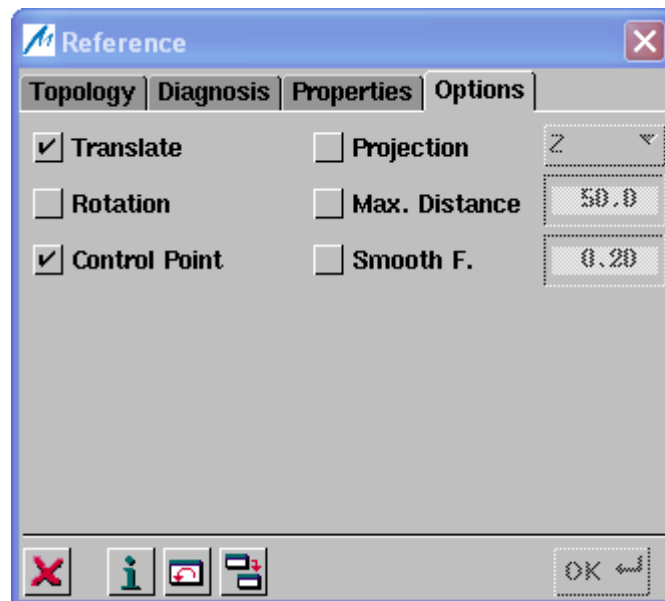 Reference
Topology Diagnosis Properties Options
Translate Projection Z
Rotation Max. Distance 50.0
Control Point Smooth F. 0.20
OK